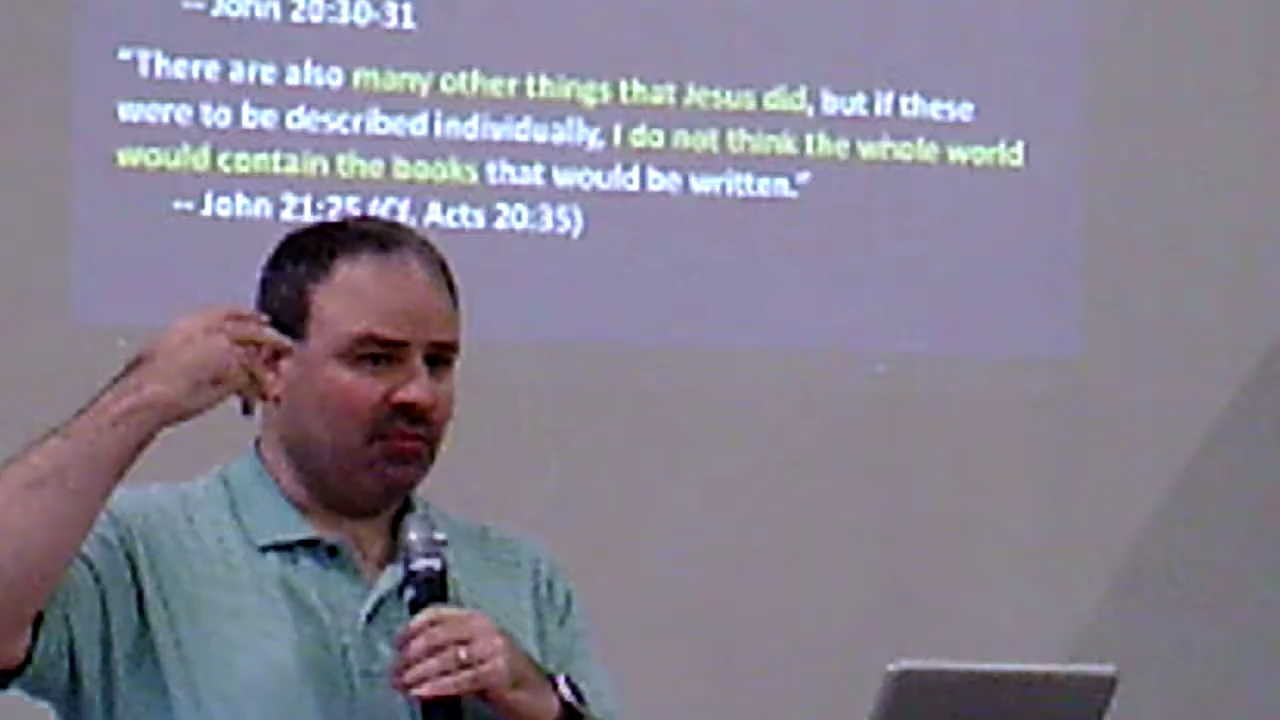 -- John 20:30-31
"There are also many other things that Jesus did, but if these
were to be described individually, I do not think the whole world
would contain the books that would be written."
-- John 21:25 (Cf. Acts 20:35)